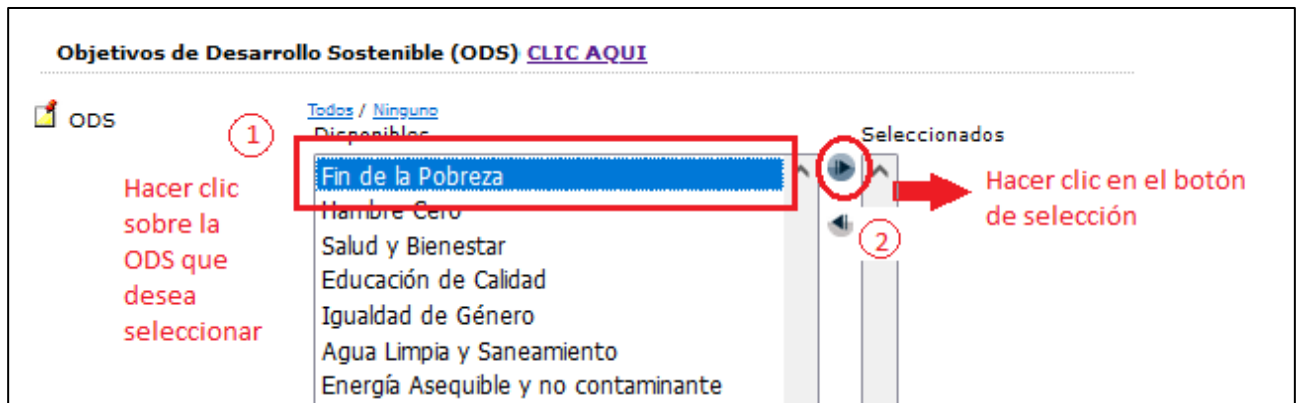 Objetivos de Desarrollo Sostenible (ODS) CLIC AQUI
ODS
Todos / Ninguno
Disponibles
Seleccionados
1
Fin de la Pobreza
Hambre Cero
Salud y Bienestar
Educación de Calidad
Igualdad de Género
Agua Limpia y Saneamiento
Energía Asequible y no contaminante
Hacer clic
sobre la
ODS que
desea
seleccionar
2
Hacer clic en el botón
de selección